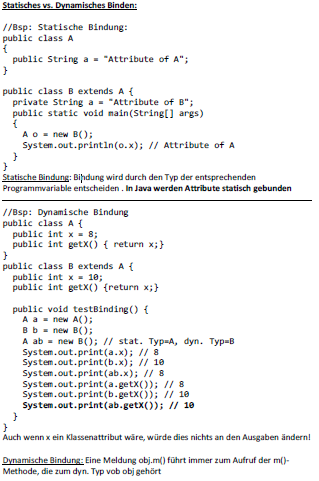 Statisches vs. Dynamisches Binden:
//Bsp: Statische Bindung:
public class A
{
public String a = "Attribute of A";
}
public class B extends A {
private String a = "Attribute of B";
public static void main(String[] args)
{
A o = new B();
System.out.println(o.x); // Attribute of A
}
}
Statische Bindung: Bindung wird durch den Typ der entsprechenden
Programmvariable entscheiden . In Java werden Attribute statisch gebunden
//Bsp: Dynamische Bindung
public class A {
public int x = 8;
public int getX() { return x;}
}
public class B extends A {
public int x = 10;
public int getX() {return x;}
public void testBinding() {
A a = new A();
B b = new B();
A ab = new B(); // stat. Typ=A, dyn. Typ=B
System.out.print(a.x); // 8
System.out.print(b.x); // 10
System.out.print(ab.x); // 8
System.out.print(a.getX()); // 8
System.out.print(b.getX()); // 10
System.out.print(ab.getX()); // 10
}
}
Auch wenn x ein Klassenattribut wäre, würde dies nichts an den Ausgaben ändern!
Dynamische Bindung: Eine Meldung obj.m() führt immer zum Aufruf der m()-
Methode, die zum dyn. Typ vob obj gehört